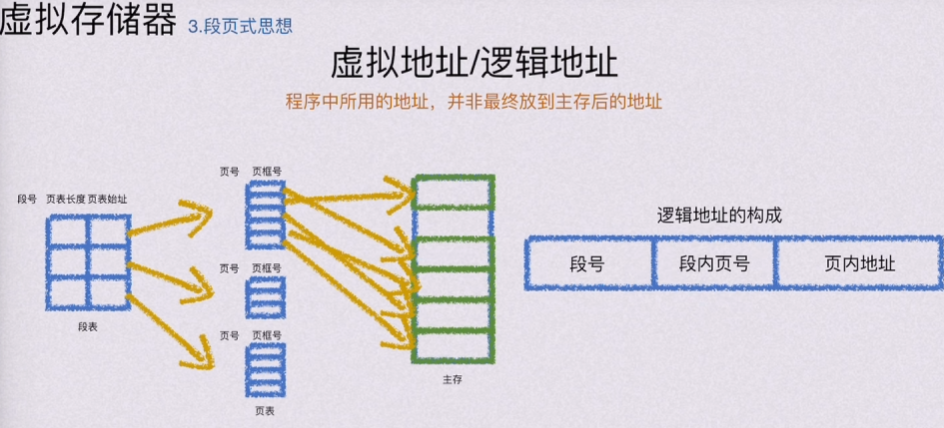 虚拟存储器 3.段页式思想
虚拟地址/逻辑地址
程序中所用的地址，并非最终放到主存后的地址
页号 页框号
段号 页表长度 页表始址
段表
页号 页框号
页号 页框号
页表
主存
逻辑地址的构成
段号 段内页号 页内地址